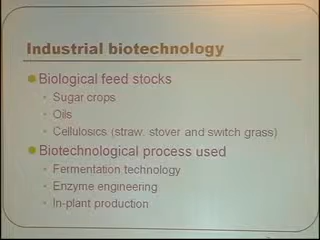 Industrial biotechnology
Biological feed stocks
Sugar crops
Oils
Cellulosics (straw. stover and switch grass)
Biotechnological process used
Fermentation technology
Enzyme engineering
In-plant production